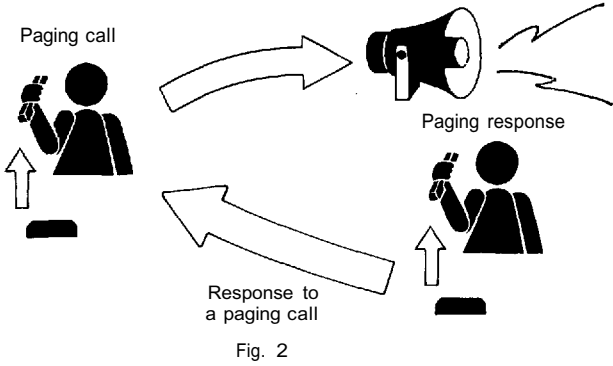 Paging call
Paging response
Response to
a paging call
Fig. 2